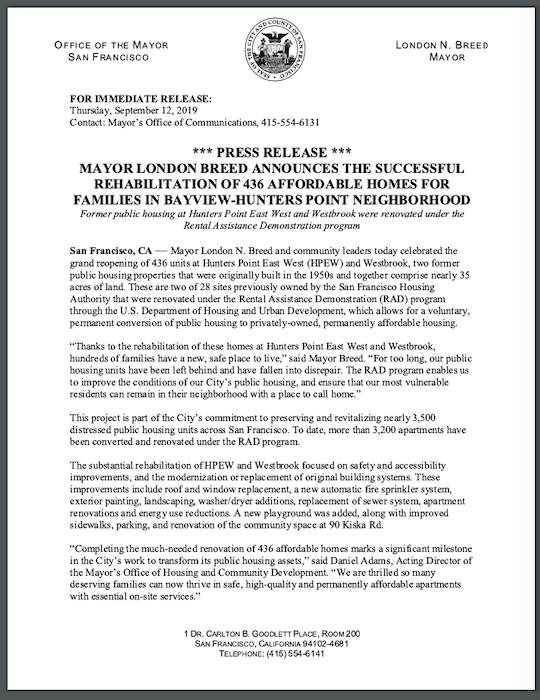 OFFICE OF THE MAYOR
SAN FRANCISCO
SEAL OF THE CITY AND COUNTY OF SAN FRANCISCO
LONDON N. BREED
MAYOR
FOR IMMEDIATE RELEASE:
Thursday, September 12, 2019
Contact: Mayor's Office of Communications, 415-554-6131
*** PRESS RELEASE ***
MAYOR LONDON BREED ANNOUNCES THE SUCCESSFUL
REHABILITATION OF 436 AFFORDABLE HOMES FOR
FAMILIES IN BAYVIEW-HUNTERS POINT NEIGHBORHOOD
Former public housing at Hunters Point East West and Westbrook were renovated under the
Rental Assistance Demonstration program
San Francisco, CA — Mayor London N. Breed and community leaders today celebrated the
grand reopening of 436 units at Hunters Point East West (HPEW) and Westbrook, two former
public housing properties that were originally built in the 1950s and together comprise nearly 35
acres of land. These are two of 28 sites previously owned by the San Francisco Housing
Authority that were renovated under the Rental Assistance Demonstration (RAD) program
through the U.S. Department of Housing and Urban Development, which allows for a voluntary,
permanent conversion of public housing to privately-owned, permanently affordable housing.
“Thanks to the rehabilitation of these homes at Hunters Point East West and Westbrook,
hundreds of families have a new, safe place to live,” said Mayor Breed. “For too long, our public
housing units have been left behind and have fallen into disrepair. The RAD program enables us
to improve the conditions of our City’s public housing, and ensure that our most vulnerable
residents can remain in their neighborhood with a place to call home.”
This project is part of the City’s commitment to preserving and revitalizing nearly 3,500
distressed public housing units across San Francisco. To date, more than 3,200 apartments have
been converted and renovated under the RAD program.
The substantial rehabilitation of HPEW and Westbrook focused on safety and accessibility
improvements, and the modernization or replacement of original building systems. These
improvements include roof and window replacement, a new automatic fire sprinkler system,
exterior painting, landscaping, washer/dryer additions, replacement of sewer system, apartment
renovations and energy use reductions. A new playground was added, along with improved
sidewalks, parking, and renovation of the community space at 90 Kiska Rd.
“Completing the much-needed renovation of 436 affordable homes marks a significant milestone
in the City’s work to transform its public housing assets,” said Daniel Adams, Acting Director of
the Mayor’s Office of Housing and Community Development. “We are thrilled so many
deserving families can now thrive in safe, high-quality and permanently affordable apartments
with essential on-site services.”
1 DR. CARLTON B. GOODLETT PLACE, ROOM 200
SAN FRANCISCO, CALIFORNIA 94102-4681
TELEPHONE: (415) 554-6141